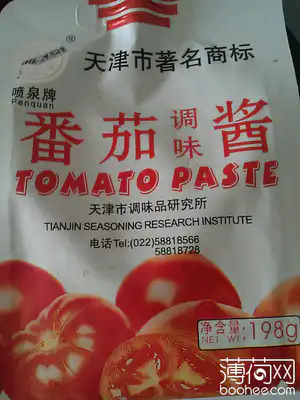 天津市著名商标
喷泉牌
Penquan
番茄调味酱
TOMATO PASTE
天津市调味品研究所
TIANJIN SEASONING RESEARCH INSTITUTE
电话Tel:(022)58818566
58818728
净含量: 198g
NET WT:
薄荷网
boohee.com